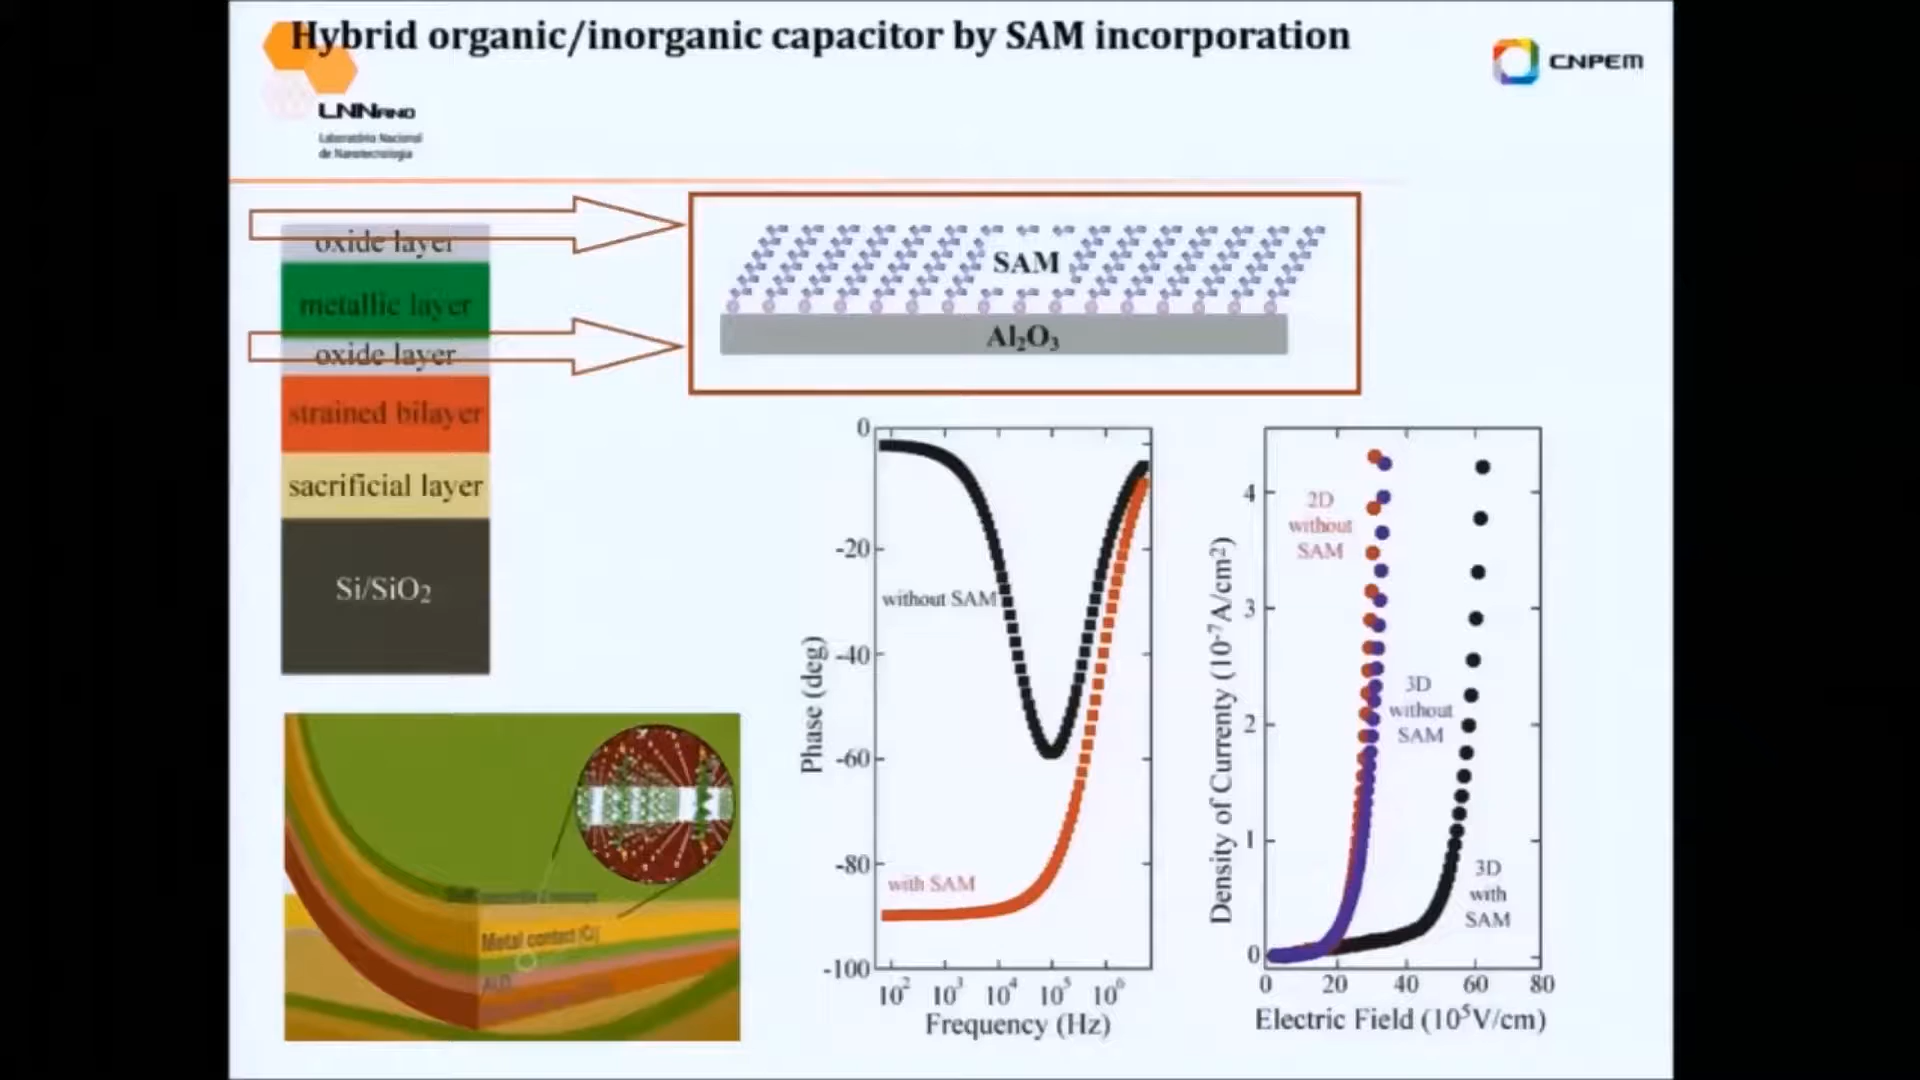 Hybrid organic/inorganic capacitor by SAM incorporation
CNPEM
LNNano
Laboratório Nacional
de Nanotecnologia
oxide layer
metallic layer
oxide layer
strained bilayer
sacrificial layer
Si/SiO₂
SAM
Al₂O₃
Metal contact (Cr)
0
-20
-40
-60
-80
-100
Phase (deg)
without SAM
with SAM
10² 10³ 10⁴ 10⁵ 10⁶
Frequency (Hz)
4
3
2
1
0
Density of Currenty (10⁻⁷A/cm²)
2D
without
SAM
3D
without
SAM
3D
with
SAM
0 20 40 60 80
Electric Field (10⁵V/cm)